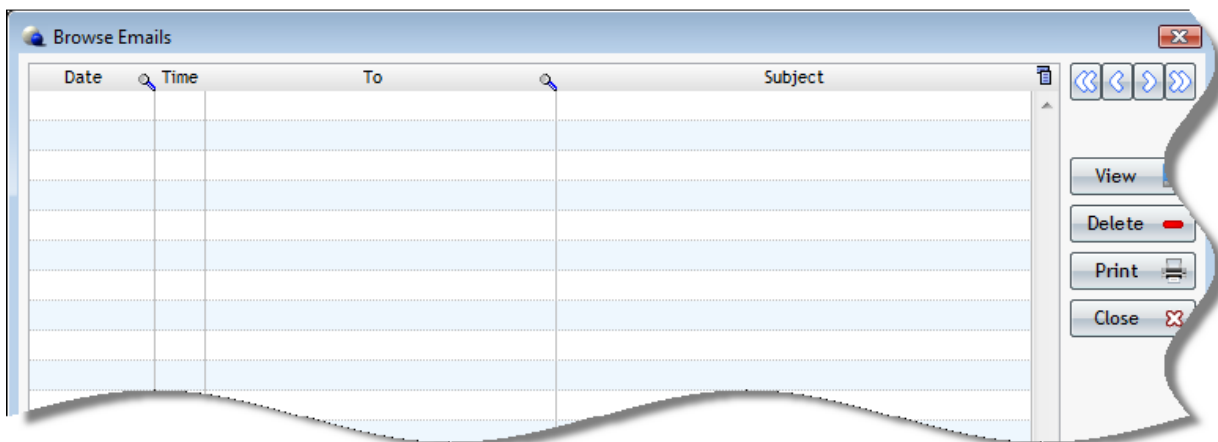 Browse Emails
Date Time To Subject
View
Delete
Print
Close